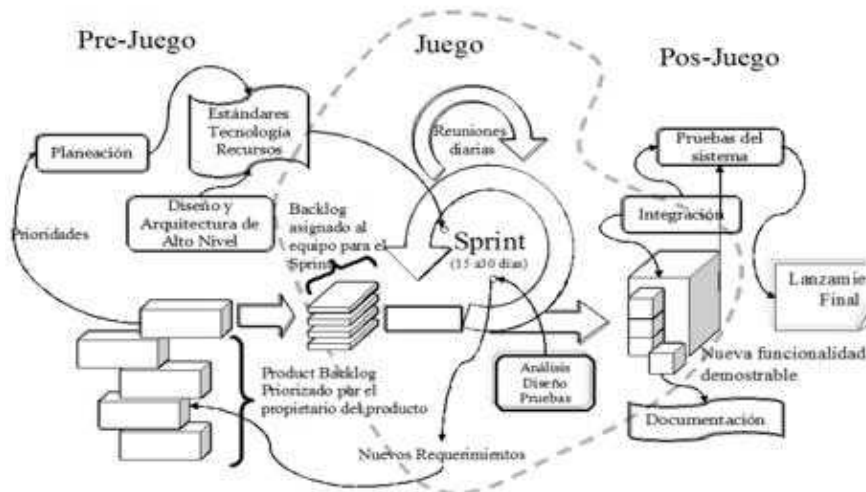 Pre-Juego
Juego
Pos-Juego
Planeación
Estándares
Tecnología
Recursos
Reuniones
diarias
Pruebas del
sistema
Prioridades
Diseño y
Arquitectura de
Alto Nivel
Backlog
asignado al
equipo para el
Sprint
Sprint
(15 a30 días)
Integración
Lanzamie
Final
Product Backlog
Priorizado por el
propietario del producto
Análisis
Diseño
Pruebas
Nueva funcionalidad
demostrable
Documentación
Nuevos Requerimientos